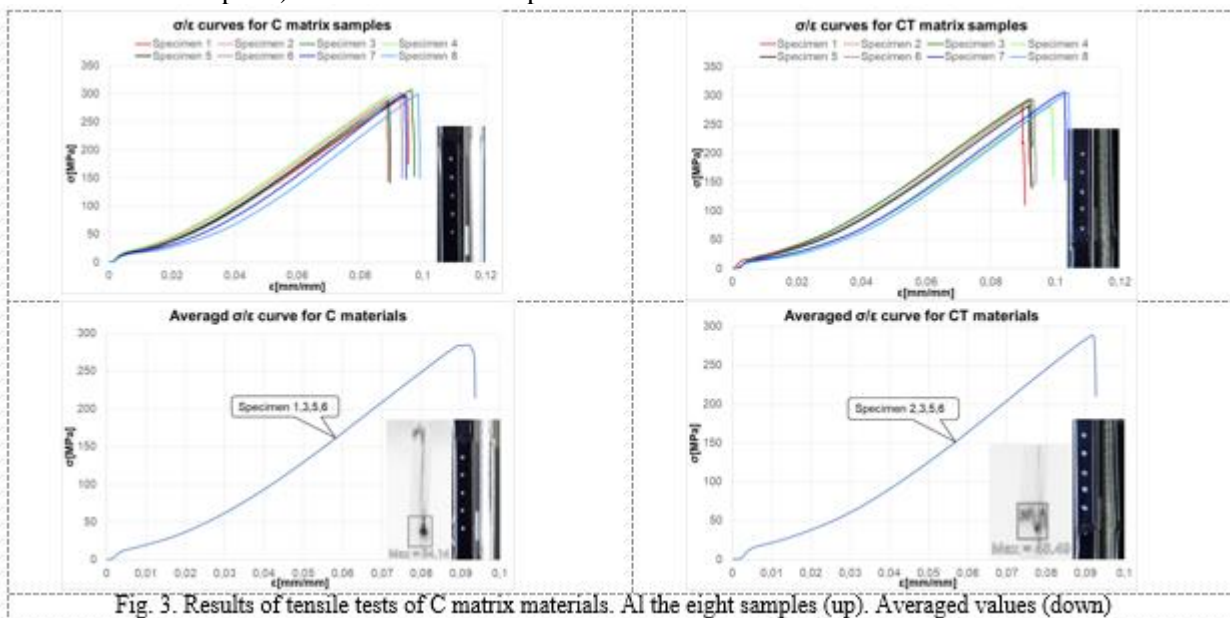 σ/ε curves for C matrix samples
Specimen 1 Specimen 2 Specimen 3 Specimen 4
Specimen 5 Specimen 6 Specimen 7 Specimen 8
350
300
250
200
150
100
50
0
σ[MPa]
0 0,02 0,04 0,06 0,08 0,1 0,12
ε[mm/mm]
σ/ε curves for CT matrix samples
Specimen 1 Specimen 2 Specimen 3 Specimen 4
Specimen 5 Specimen 6 Specimen 7 Specimen 8
350
300
250
200
150
100
50
0
σ[MPa]
0 0,02 0,04 0,06 0,08 0,1 0,12
ε[mm/mm]
Averagd σ/ε curve for C materials
300
250
200
150
100
50
0
σ[MPa]
Specimen 1,3,5,6
0 0,01 0,02 0,03 0,04 0,05 0,06 0,07 0,08 0,09 0,1
ε[mm/mm]
Averaged σ/ε curve for CT materials
300
250
200
150
100
50
0
σ[MPa]
Specimen 2,3,5,6
0 0,01 0,02 0,03 0,04 0,05 0,06 0,07 0,08 0,09 0,1
ε[mm/mm]
Fig. 3. Results of tensile tests of C matrix materials. Al the eight samples (up). Averaged values (down)